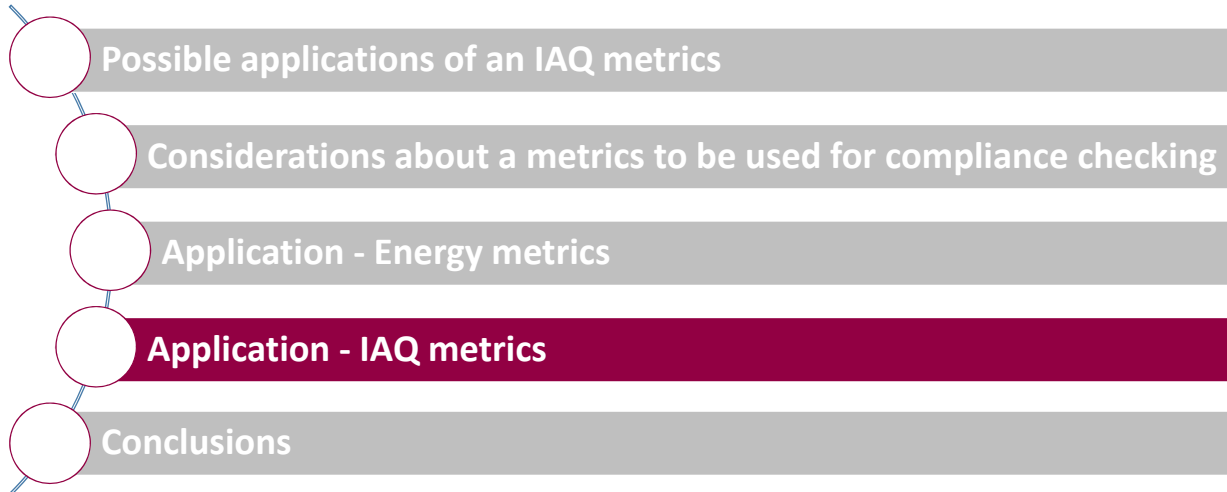 Possible applications of an IAQ metrics
Considerations about a metrics to be used for compliance checking
Application - Energy metrics
Application - IAQ metrics
Conclusions